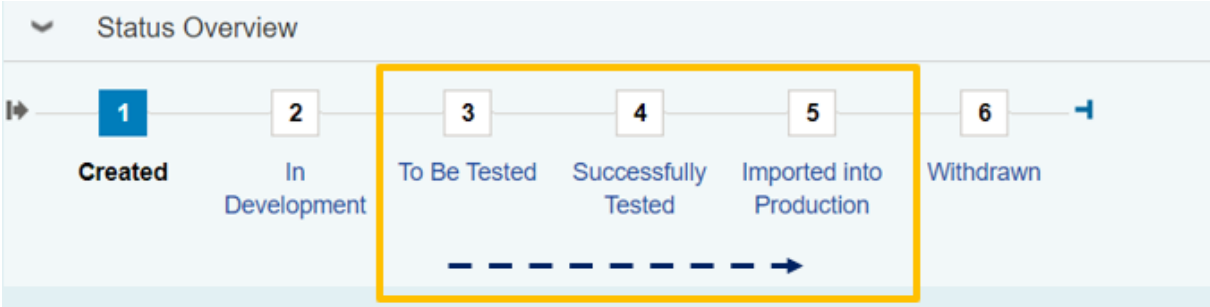 Status Overview
1 2 3 4 5 6
Created In To Be Tested Successfully Imported into Withdrawn
Development Tested Production